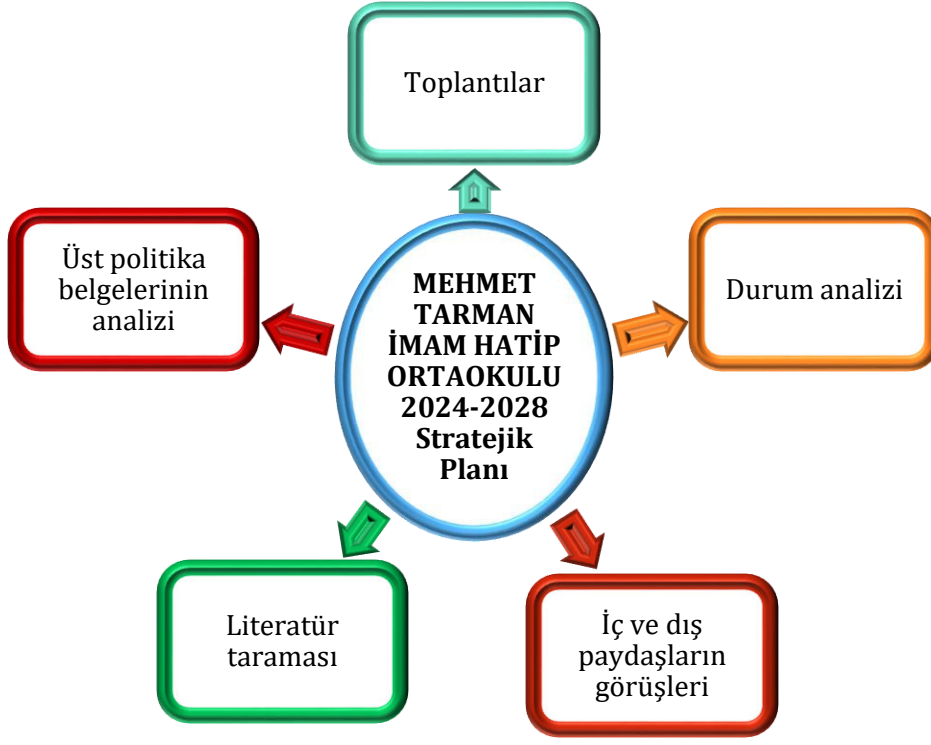 Toplantılar
Üst politika
belgelerinin
analizi
MEHMET
TARMAN
İMAM HATİP
ORTAOKULU
2024-2028
Stratejik
Planı
Durum analizi
Literatür
taraması
İç ve dış
paydaşların
görüşleri